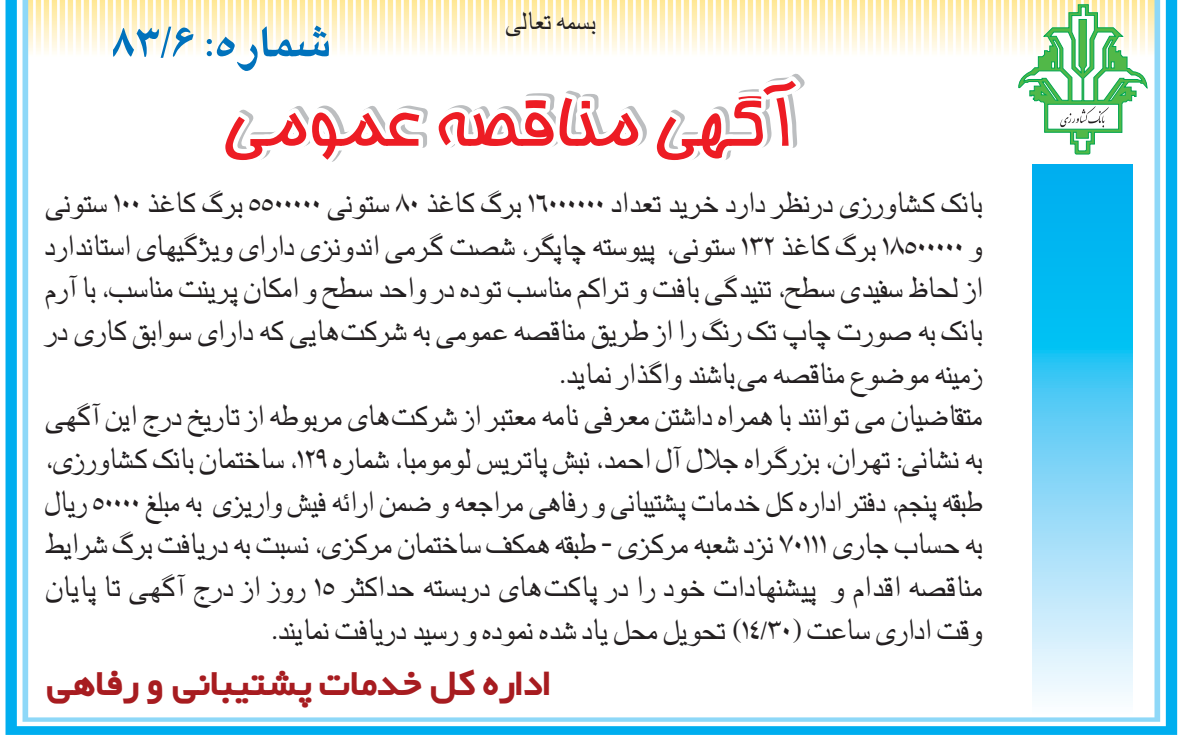 بسمه تعالی
شماره: ۸۳/۶
بانک کشاورزی
آگهی مناقصه عمومی
بانک کشاورزی درنظر دارد خرید تعداد ۱۶۰۰۰۰۰۰ برگ کاغذ ۸۰ ستونی ۵۵۰۰۰۰۰ برگ کاغذ ۱۰۰ ستونی
و ۱۸۵۰۰۰۰۰ برگ کاغذ ۱۳۲ ستونی، پیوسته چاپگر، شصت گرمی اندونزی دارای ویژگیهای استاندارد
از لحاظ سفیدی سطح، تنیدگی بافت و تراکم مناسب توده در واحد سطح و امکان پرینت مناسب، با آرم
بانک به صورت چاپ تک رنگ را از طریق مناقصه عمومی به شرکت‌هایی که دارای سوابق کاری در
زمینه موضوع مناقصه می‌باشند واگذار نماید.
متقاضیان می توانند با همراه داشتن معرفی نامه معتبر از شرکت‌های مربوطه از تاریخ درج این آگهی
به نشانی: تهران، بزرگراه جلال آل احمد، نبش پاتریس لومومبا، شماره ۱۲۹، ساختمان بانک کشاورزی،
طبقه پنجم، دفتر اداره کل خدمات پشتیبانی و رفاهی مراجعه و ضمن ارائه فیش واریزی به مبلغ ۵۰۰۰۰ ریال
به حساب جاری ۷۰۱۱۱ نزد شعبه مرکزی - طبقه همکف ساختمان مرکزی، نسبت به دریافت برگ شرایط
مناقصه اقدام و پیشنهادات خود را در پاکت‌های دربسته حداکثر ۱۵ روز از درج آگهی تا پایان
وقت اداری ساعت (۱۴/۳۰) تحویل محل یاد شده نموده و رسید دریافت نمایند.
اداره کل خدمات پشتیبانی و رفاهی